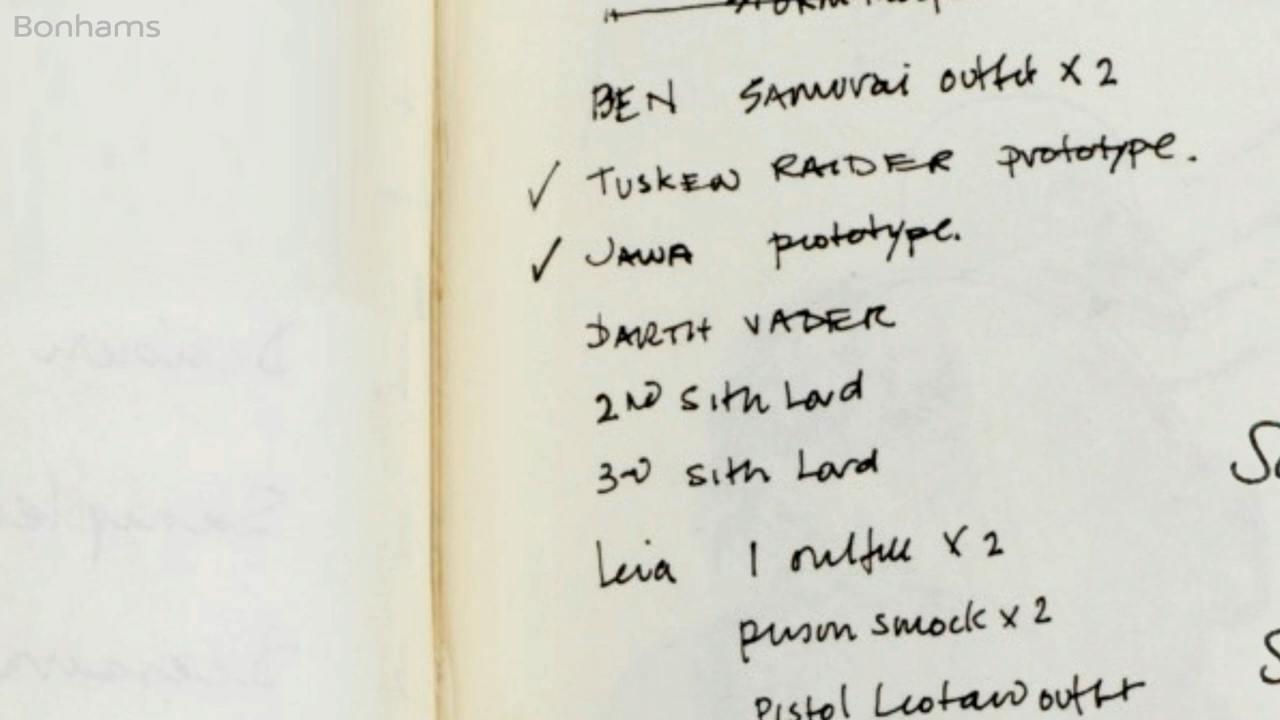 Bonhams
BEN SAMURAI outfit X 2
✓ TUSKEN RAIDER prototype.
✓ JAWA prototype.
DARTH VADER
2ND Sith Lord
3-D Sith Lord
Leia 1 outfit X 2
prison smock x 2
Pistol Leotard outfit